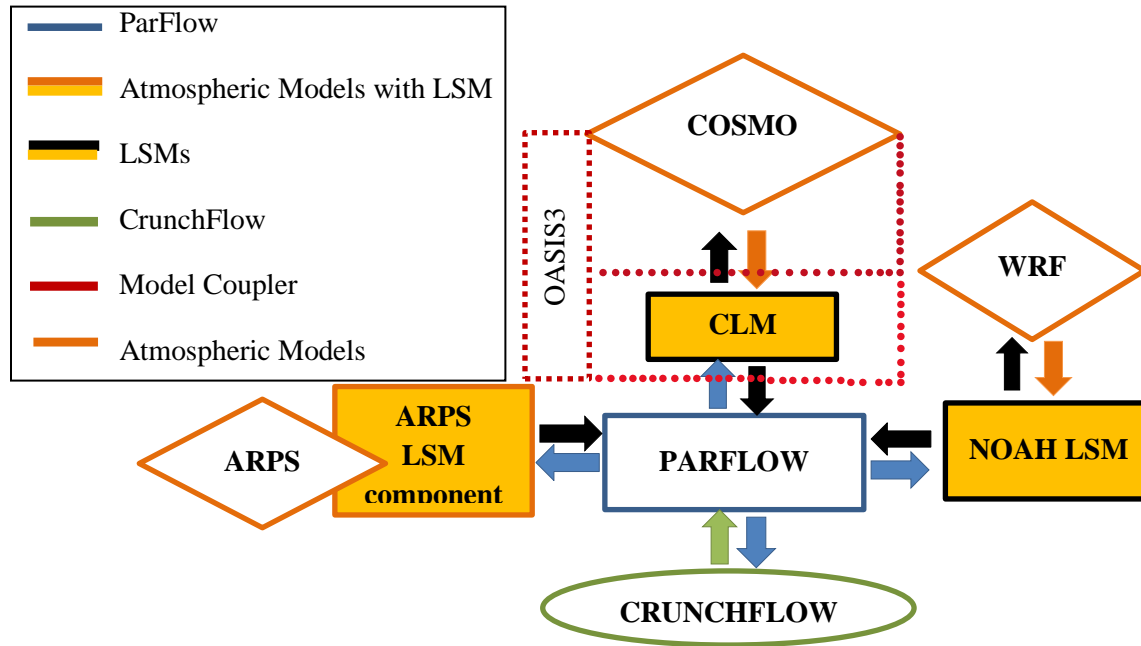 ParFlow
Atmospheric Models with LSM
LSMs
CrunchFlow
Model Coupler
Atmospheric Models
COSMO
OASIS3
WRF
CLM
ARPS
ARPS
LSM
component
PARFLOW
NOAH LSM
CRUNCHFLOW